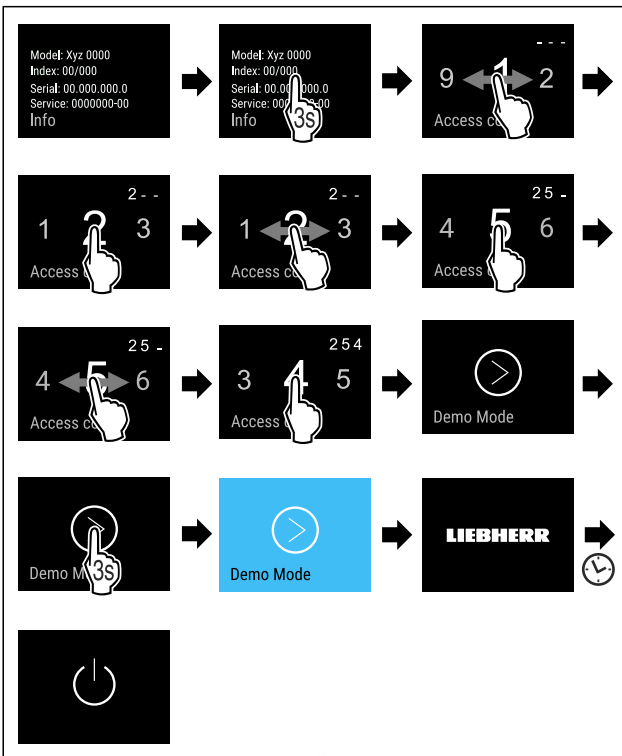 Model: Xyz 0000
Index: 00/000
Serial: 00.000.000.0
Service: 0000000-00
Info
Model: Xyz 0000
Index: 00/000
Serial: 00.0 .0
Service: 00 -00
Info
3s
- - -
9 1 2
Access
2 - -
1 2 3
Access
2 - -
1 2 3
Access
25 -
4 5 6
Access
25 -
4 5 6
Access
254
3 4 5
Access
Demo Mode
Demo
3s
Demo Mode
LIEBHERR